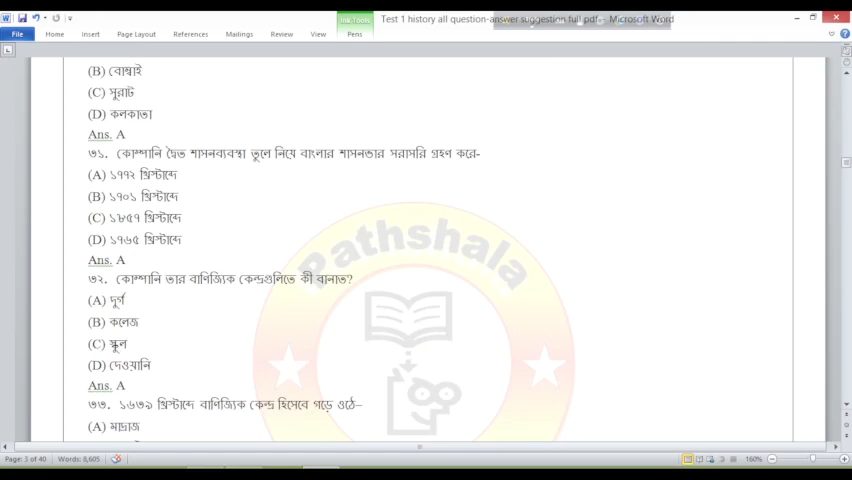 Ink Tools
Test 1 history all question-answer suggestion full pdf - Microsoft Word
File Home Insert Page Layout References Mailings Review View Pens
(B) বোম্বাই
(C) সুরাট
(D) কলকাতা
Ans. A
৩১. কোম্পানি দ্বৈত শাসনব্যবস্থা তুলে নিয়ে বাংলার শাসনভার সরাসরি গ্রহণ করে-
(A) ১৭৭২ খ্রিস্টাব্দে
(B) ১৭০১ খ্রিস্টাব্দে
(C) ১৮৫৭ খ্রিস্টাব্দে
(D) ১৭৬৫ খ্রিস্টাব্দে
Ans. A
৩২. কোম্পানি তার বাণিজ্যিক কেন্দ্রগুলিতে কী বানাত?
(A) দুর্গ
(B) কলেজ
(C) স্কুল
(D) দেওয়ানি
Ans. A
৩৩. ১৬৩৯ খ্রিস্টাব্দে বাণিজ্যিক কেন্দ্র হিসেবে গড়ে ওঠে–
(A) মাদ্রাজ
Pathshala
Page: 3 of 40 Words: 8,605 160%